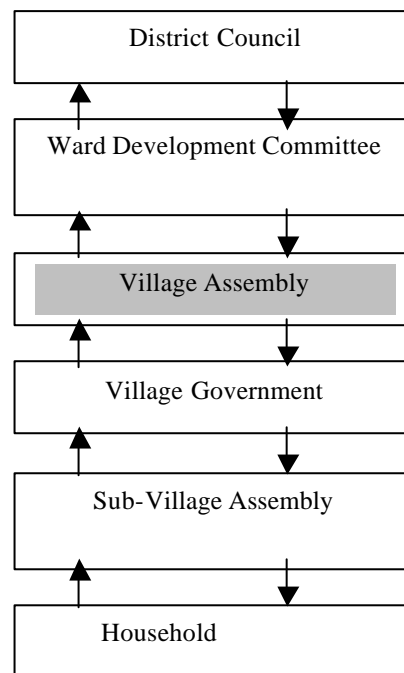 District Council
Ward Development Committee
Village Assembly
Village Government
Sub-Village Assembly
Household